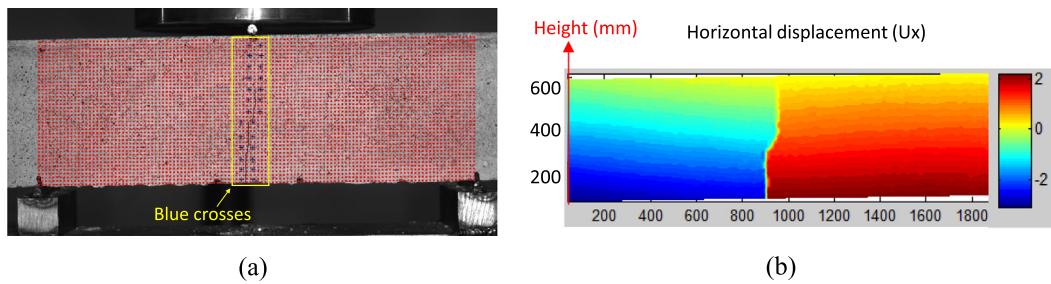 Blue crosses
(a)
Height (mm)
Horizontal displacement (Ux)
600
400
200
200 400 600 800 1000 1200 1400 1600 1800
2
0
-2
(b)